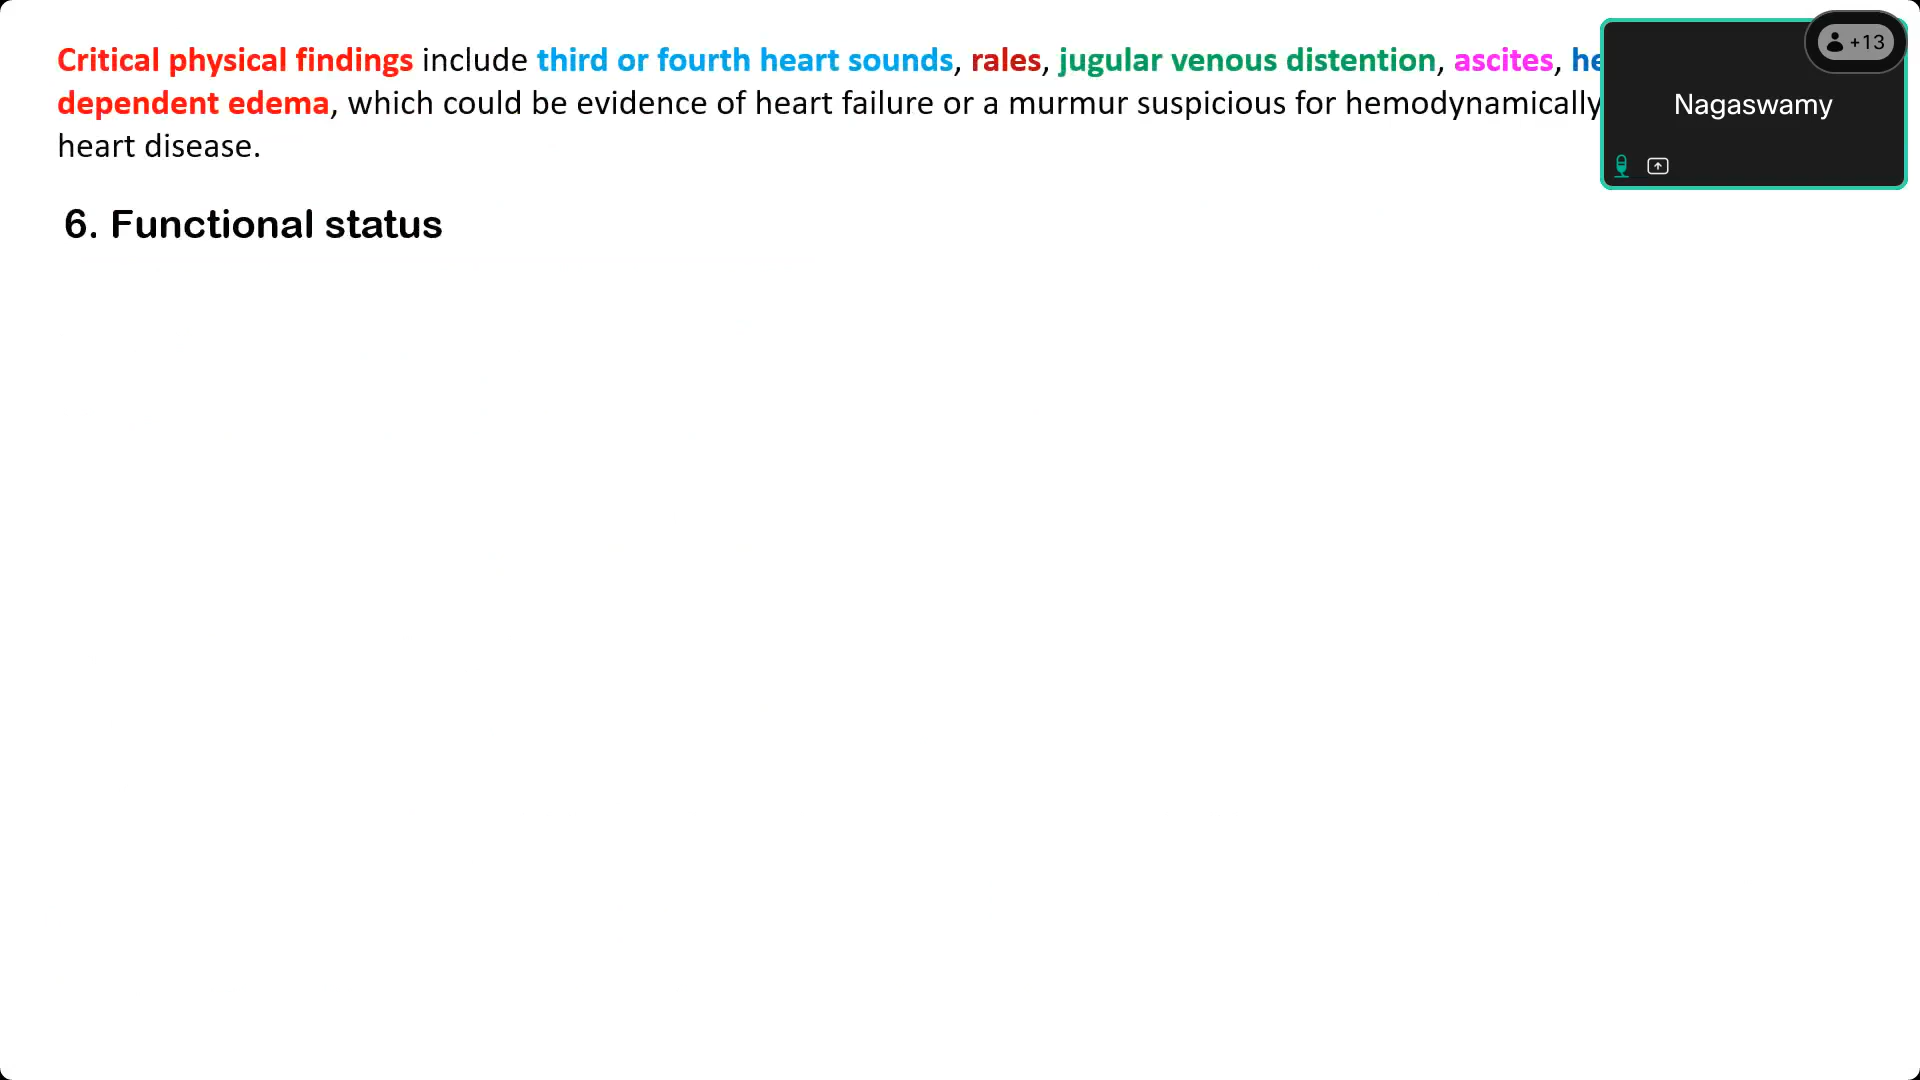 Critical physical findings include third or fourth heart sounds, rales, jugular venous distention, ascites,
dependent edema, which could be evidence of heart failure or a murmur suspicious for hemodynamically
heart disease.
6. Functional status
+13
Nagaswamy